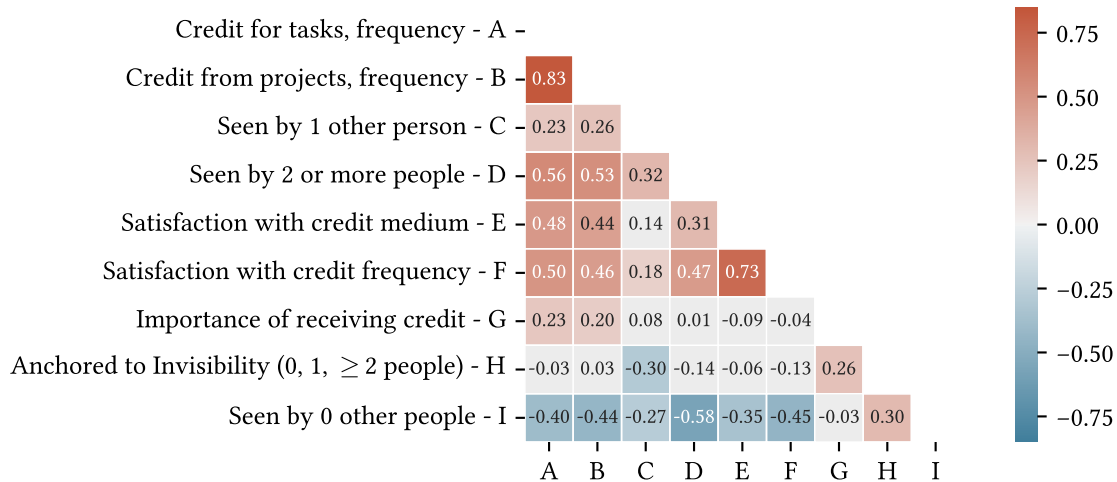 Credit for tasks, frequency - A
Credit from projects, frequency - B 0.83
Seen by 1 other person - C 0.23 0.26
Seen by 2 or more people - D 0.56 0.53 0.32
Satisfaction with credit medium - E 0.48 0.44 0.14 0.31
Satisfaction with credit frequency - F 0.50 0.46 0.18 0.47 0.73
Importance of receiving credit - G 0.23 0.20 0.08 0.01 -0.09 -0.04
Anchored to Invisibility (0, 1, ≥ 2 people) - H -0.03 0.03 -0.30 -0.14 -0.06 -0.13 0.26
Seen by 0 other people - I -0.40 -0.44 -0.27 -0.58 -0.35 -0.45 -0.03 0.30
A B C D E F G H I
0.75
0.50
0.25
0.00
−0.25
−0.50
−0.75